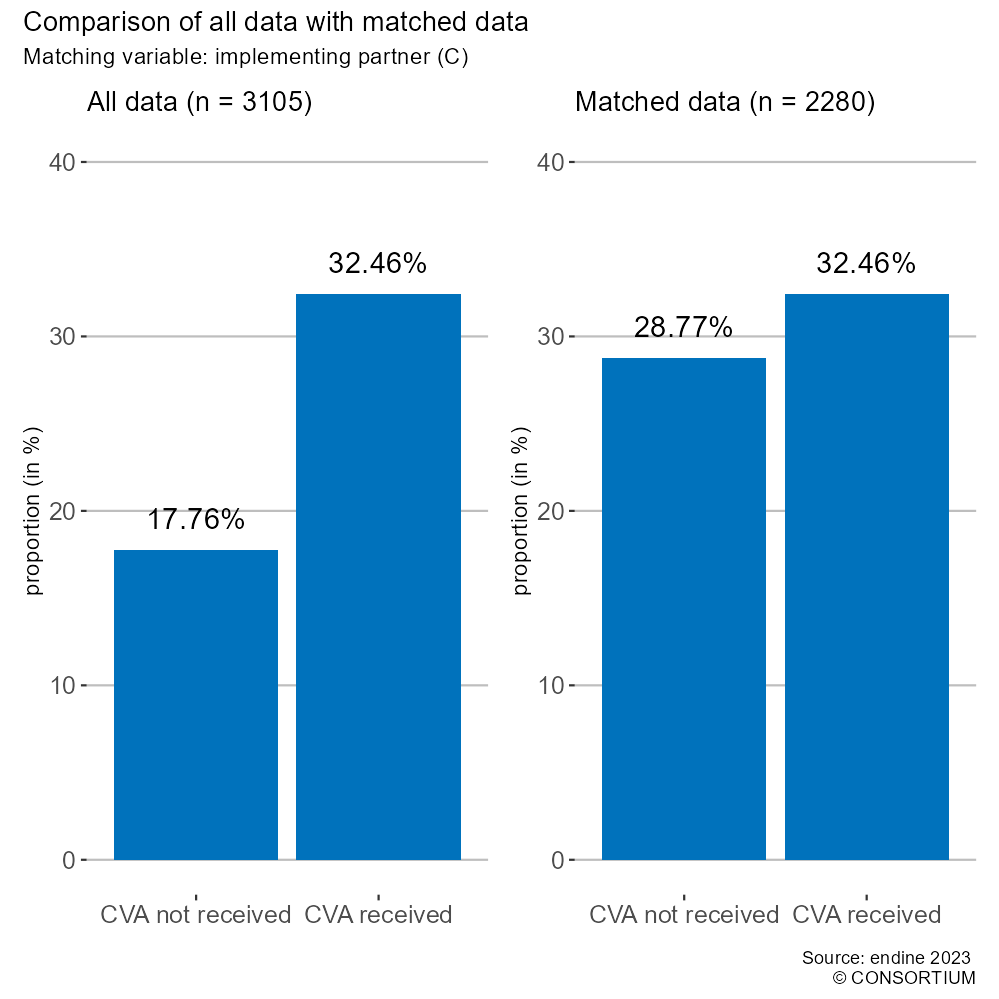 Comparison of all data with matched data
Matching variable: implementing partner (C)
All data (n = 3105)
40
30
20
10
0
proportion (in %)
17.76%
32.46%
CVA not received
CVA received
Matched data (n = 2280)
40
30
20
10
0
proportion (in %)
28.77%
32.46%
CVA not received
CVA received
Source: endine 2023
© CONSORTIUM